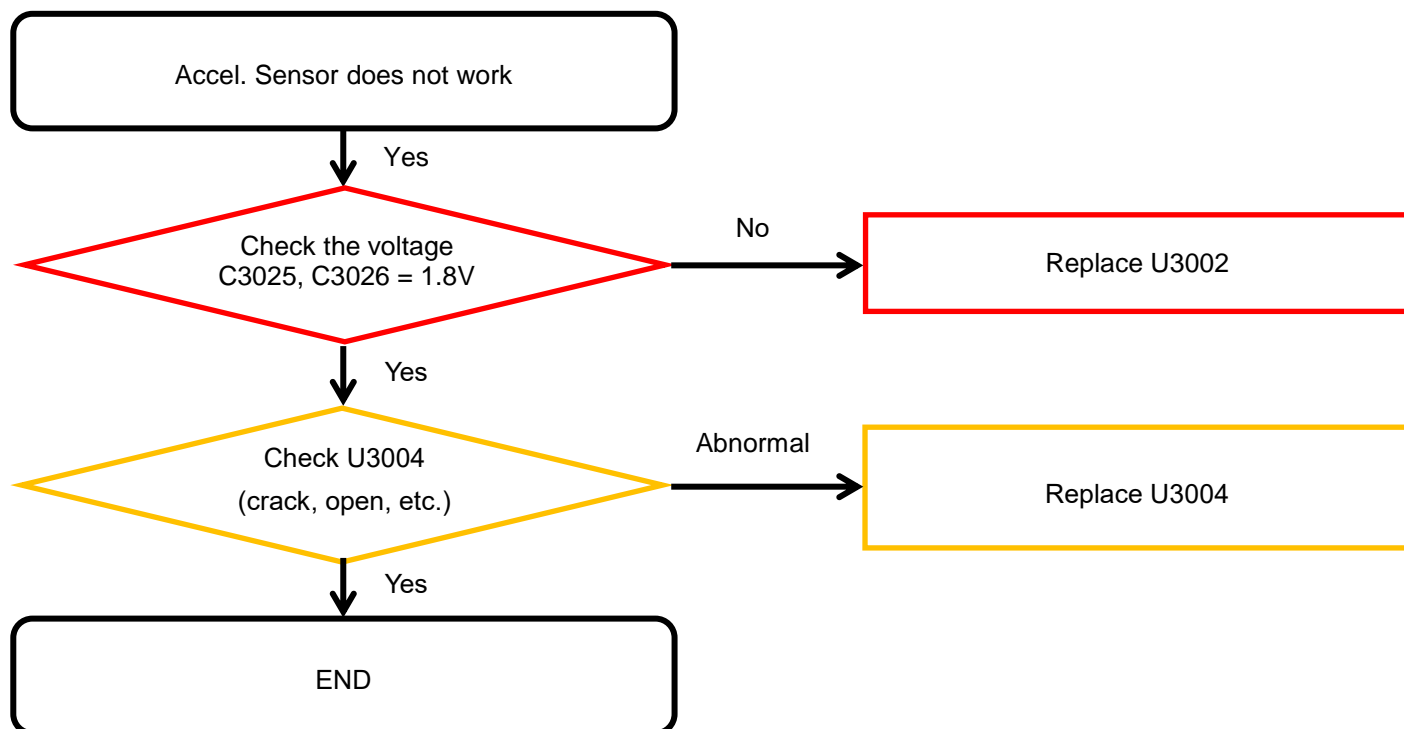 Accel. Sensor does not work
Yes
Check the voltage
C3025, C3026 = 1.8V
No
Replace U3002
Yes
Check U3004
(crack, open, etc.)
Abnormal
Replace U3004
Yes
END